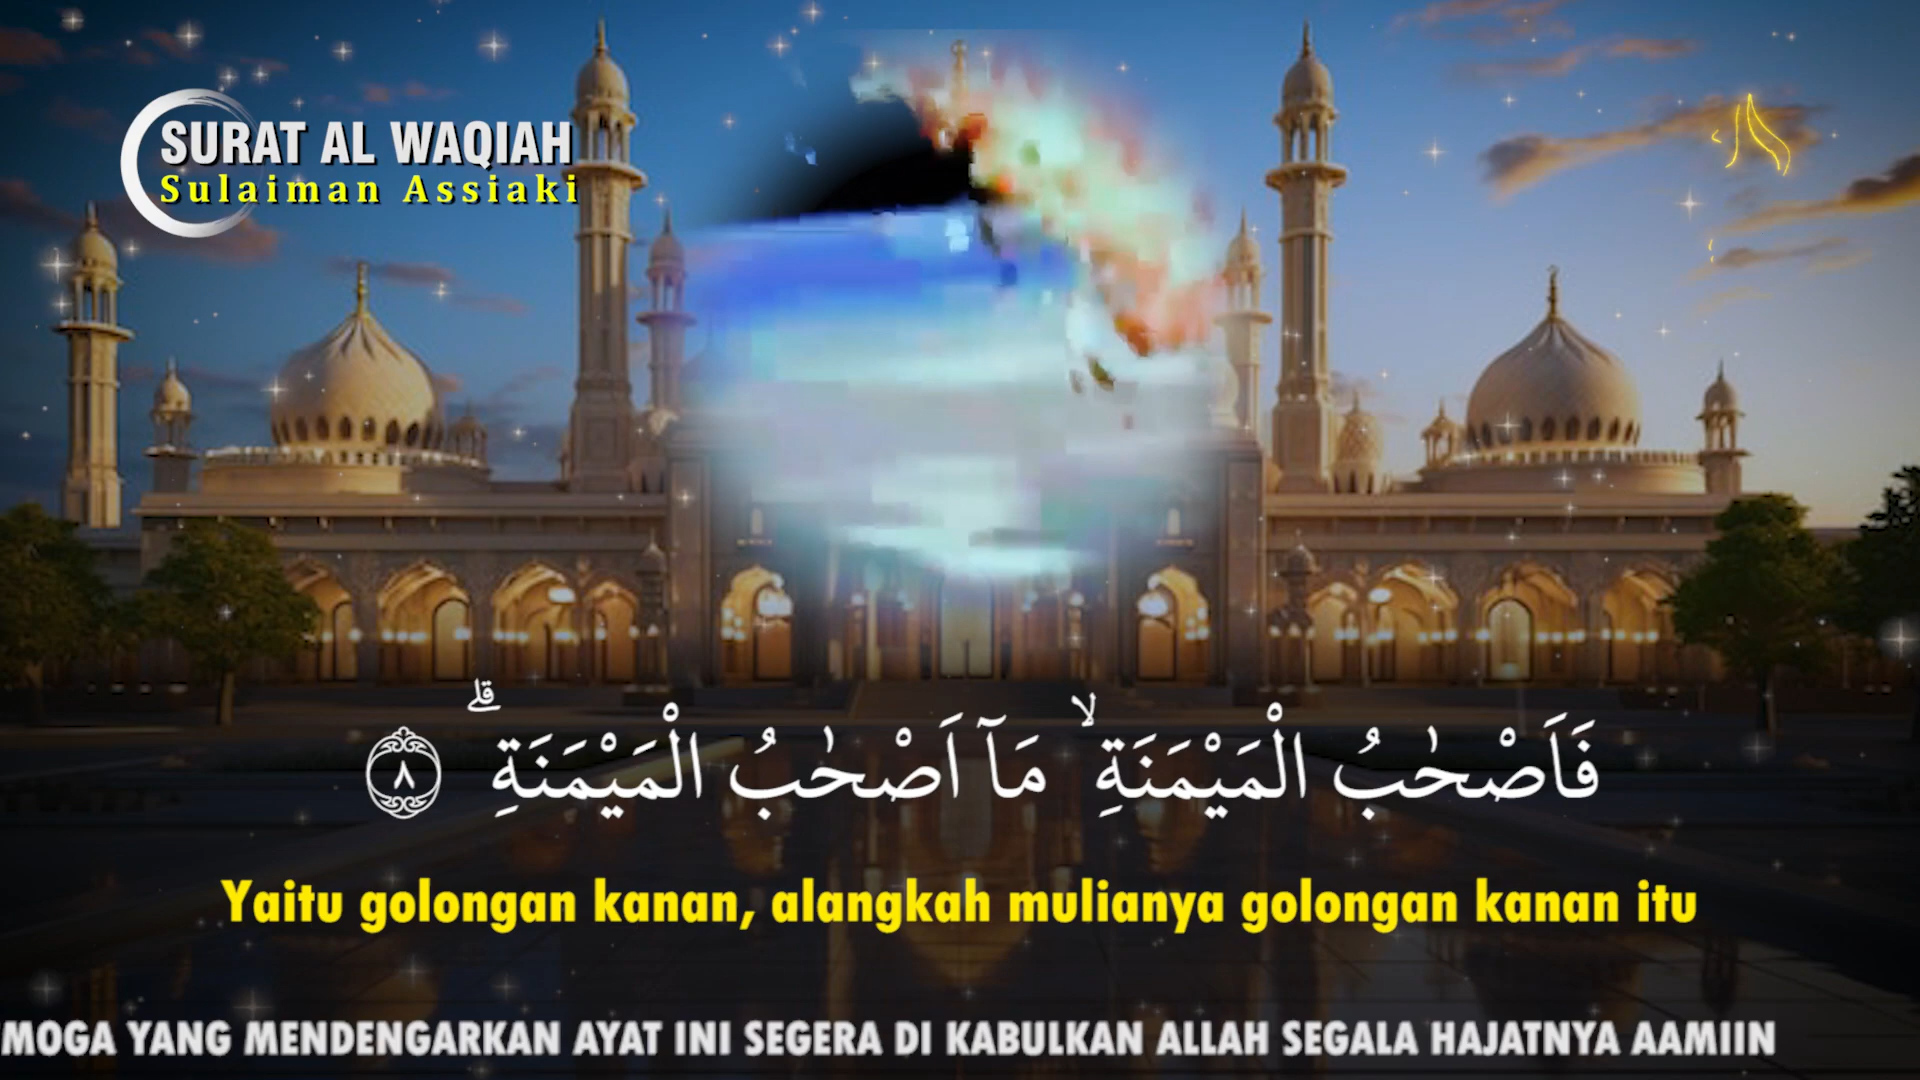 SURAT AL WAQIAH
Sulaiman Assiaki
فَاَصْحٰبُ الْمَيْمَنَةِ ۙ مَآ اَصْحٰبُ الْمَيْمَنَةِ ۗ ٨
Yaitu golongan kanan, alangkah mulianya golongan kanan itu
MOGA YANG MENDENGARKAN AYAT INI SEGERA DI KABULKAN ALLAH SEGALA HAJATNYA AAMIIN